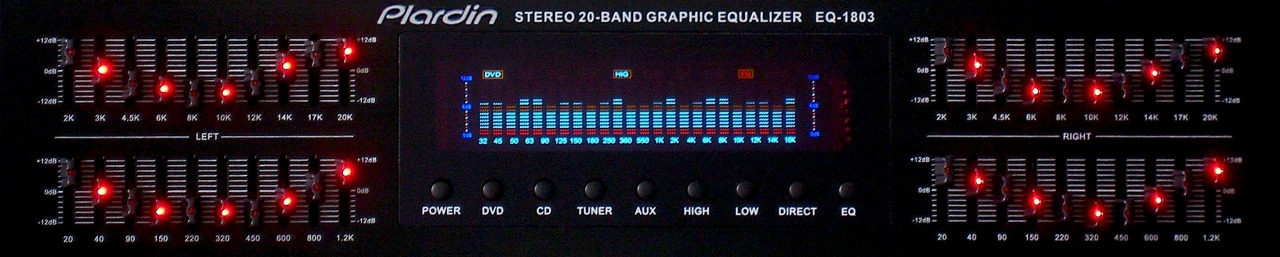 Plardin STEREO 20-BAND GRAPHIC EQUALIZER EQ-1803
+12dB +12dB
0dB 0dB
-12dB -12dB
2K 3K 4.5K 6K 8K 10K 12K 14K 17K 20K
LEFT
+12dB +12dB
0dB 0dB
-12dB -12dB
20 40 90 150 220 320 450 600 800 1.2K
DVD HIG EQ
12dB 12dB
0dB 0dB
32 45 50 63 90 125 150 180 250 360 550 1K 2K 4K 6K 8K 10K 12K 14K 16K
POWER DVD CD TUNER AUX HIGH LOW DIRECT EQ
+12dB +12dB
0dB 0dB
-12dB -12dB
2K 3K 4.5K 6K 8K 10K 12K 14K 17K 20K
RIGHT
+12dB +12dB
0dB 0dB
-12dB -12dB
20 40 90 150 220 320 450 600 800 1.2K